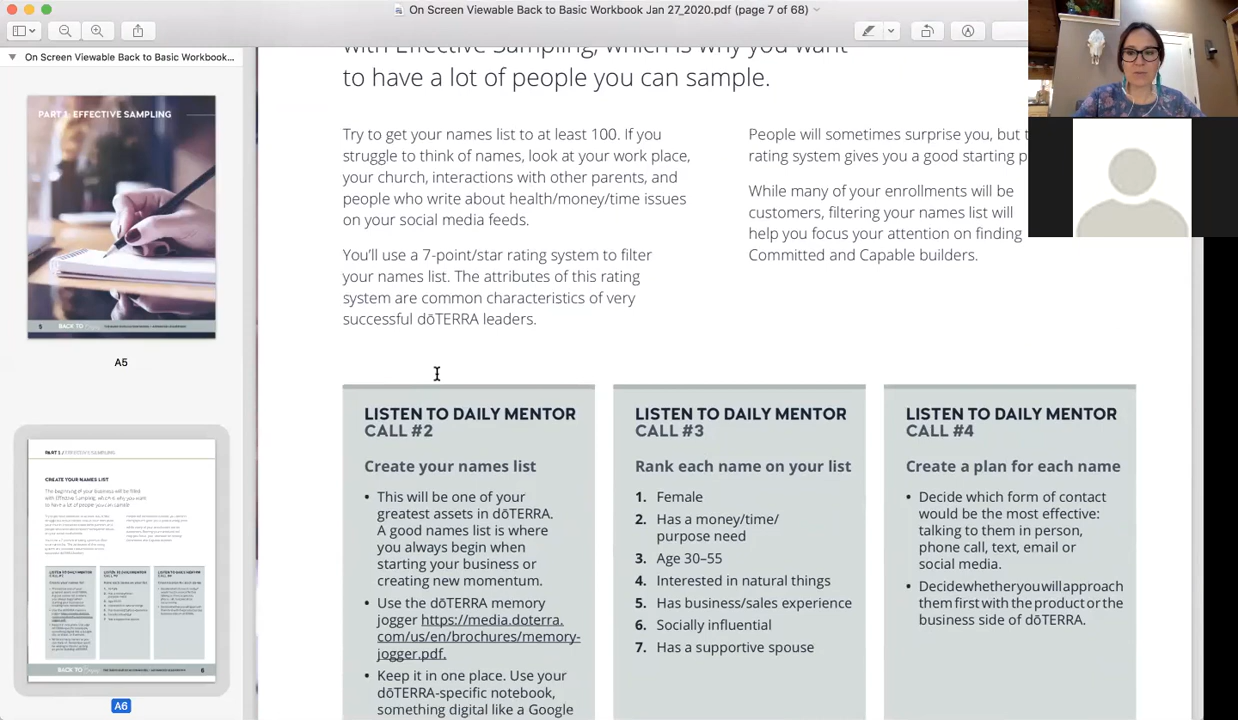 On Screen Viewable Back to Basic Workbook Jan 27_2020.pdf (page 7 of 68)
On Screen Viewable Back to Basic Workbook...
PART 1 EFFECTIVE SAMPLING
A5
CREATE YOUR NAMES LIST
A6
with Effective Sampling, which is why you want
to have a lot of people you can sample.
Try to get your names list to at least 100. If you
struggle to think of names, look at your work place,
your church, interactions with other parents, and
people who write about health/money/time issues
on your social media feeds.
You'll use a 7-point/star rating system to filter
your names list. The attributes of this rating
system are common characteristics of very
successful dōTERRA leaders.
People will sometimes surprise you, but
rating system gives you a good starting
While many of your enrollments will be
customers, filtering your names list will
help you focus your attention on finding
Committed and Capable builders.
LISTEN TO DAILY MENTOR
CALL #2
Create your names list
• This will be one of your
greatest assets in dōTERRA.
A good names list is where
you always begin when
starting your business or
creating new momentum.
• Use the dōTERRA memory
jogger https://media.doterra.
com/us/en/brochures/memory-
jogger.pdf.
• Keep it in one place. Use your
dōTERRA-specific notebook,
something digital like a Google
LISTEN TO DAILY MENTOR
CALL #3
Rank each name on your list
1. Female
2. Has a money/time/
purpose need
3. Age 30–55
4. Interested in natural things
5. Has business/sales experience
6. Socially influential
7. Has a supportive spouse
LISTEN TO DAILY MENTOR
CALL #4
Create a plan for each name
• Decide which form of contact
would be the most effective:
talking to them in person,
phone call, text, email or
social media.
• Decide whether you will approach
them first with the product or the
business side of dōTERRA.